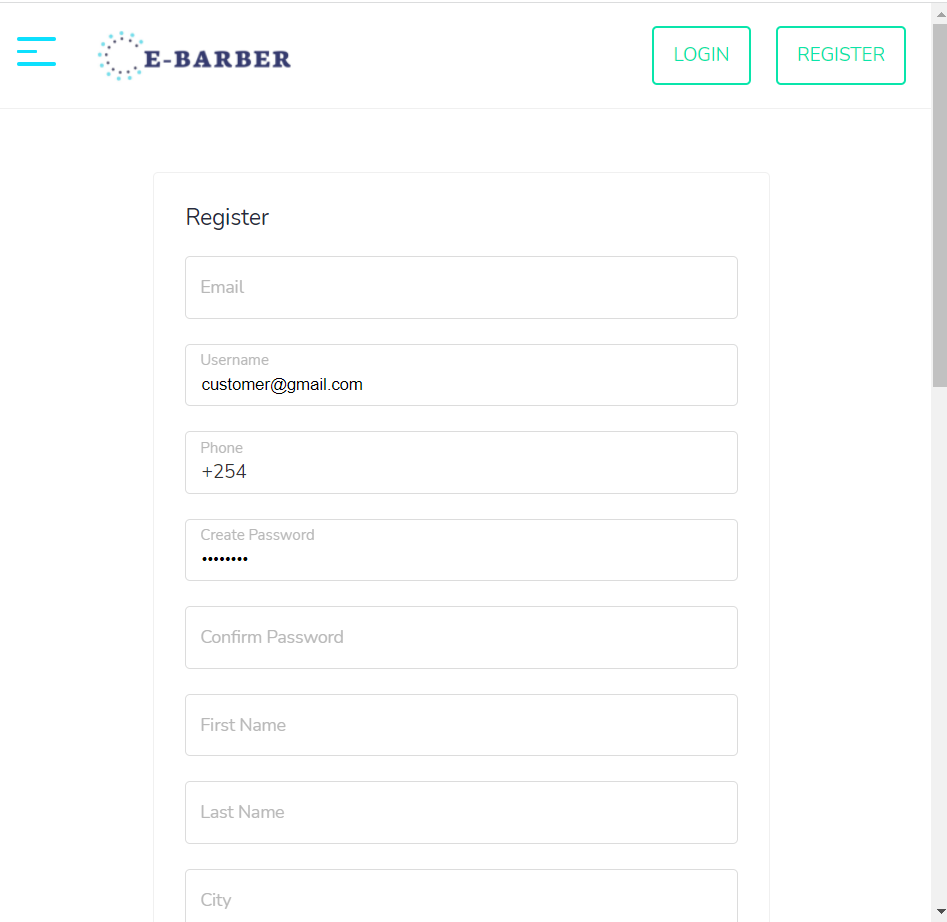 E-BARBER
LOGIN
REGISTER
Register
Email
Username
customer@gmail.com
Phone
+254
Create Password
••••••••
Confirm Password
First Name
Last Name
City